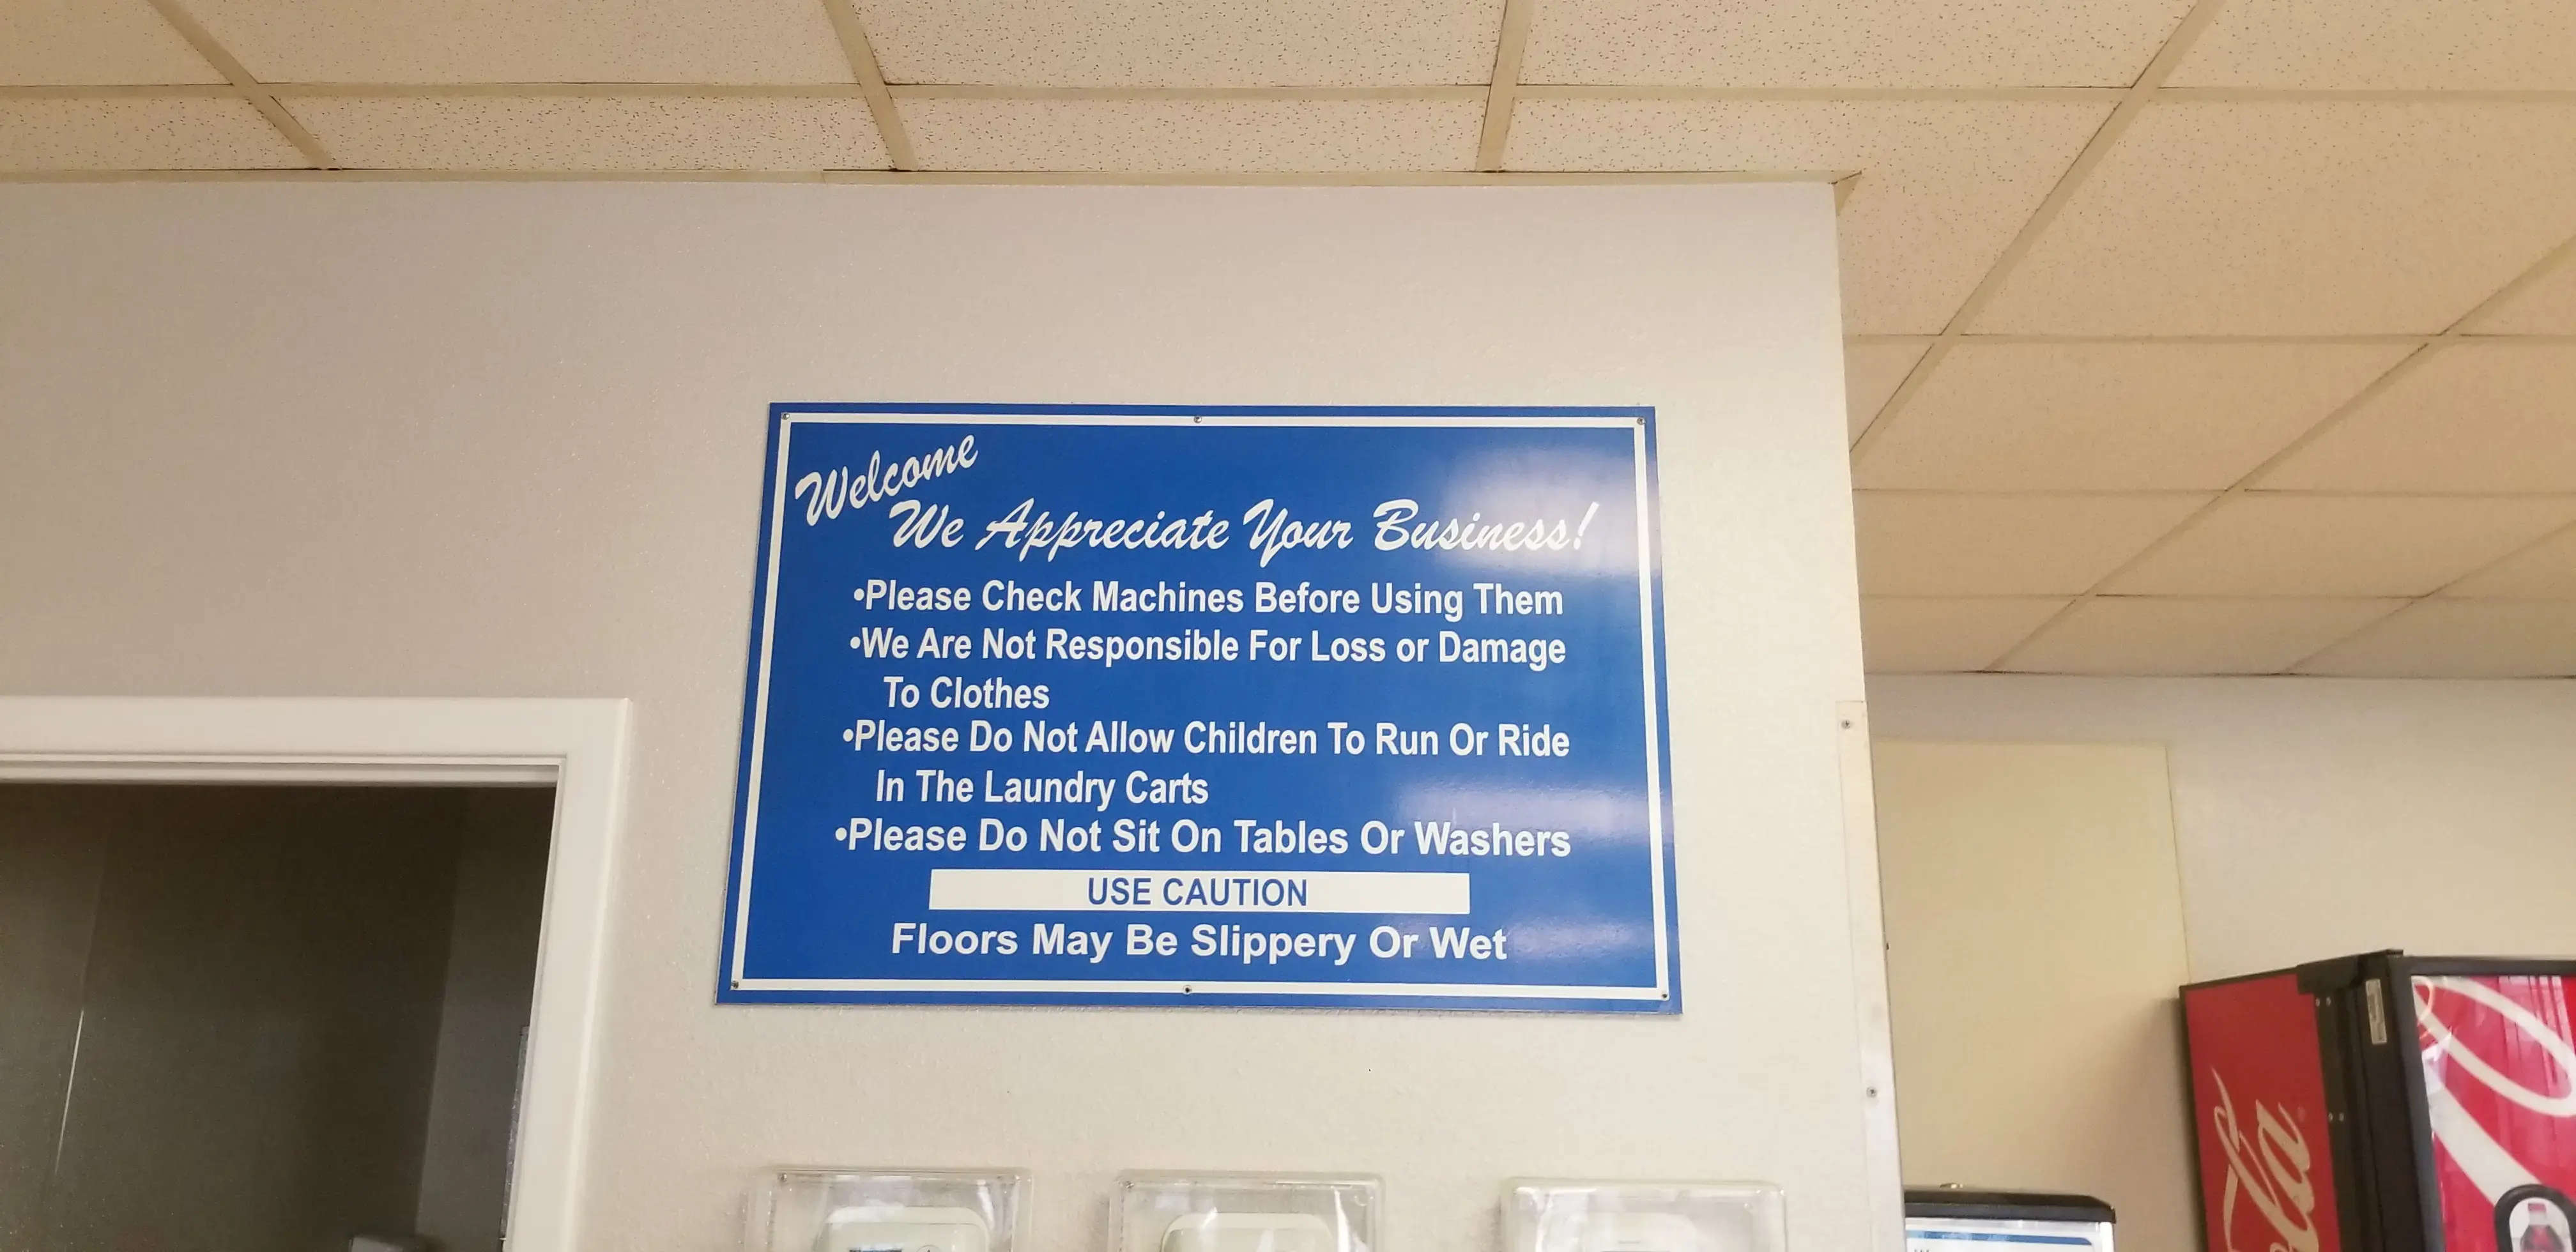 Welcome
We Appreciate Your Business!
•Please Check Machines Before Using Them
•We Are Not Responsible For Loss or Damage
To Clothes
•Please Do Not Allow Children To Run Or Ride
In The Laundry Carts
•Please Do Not Sit On Tables Or Washers
USE CAUTION
Floors May Be Slippery Or Wet